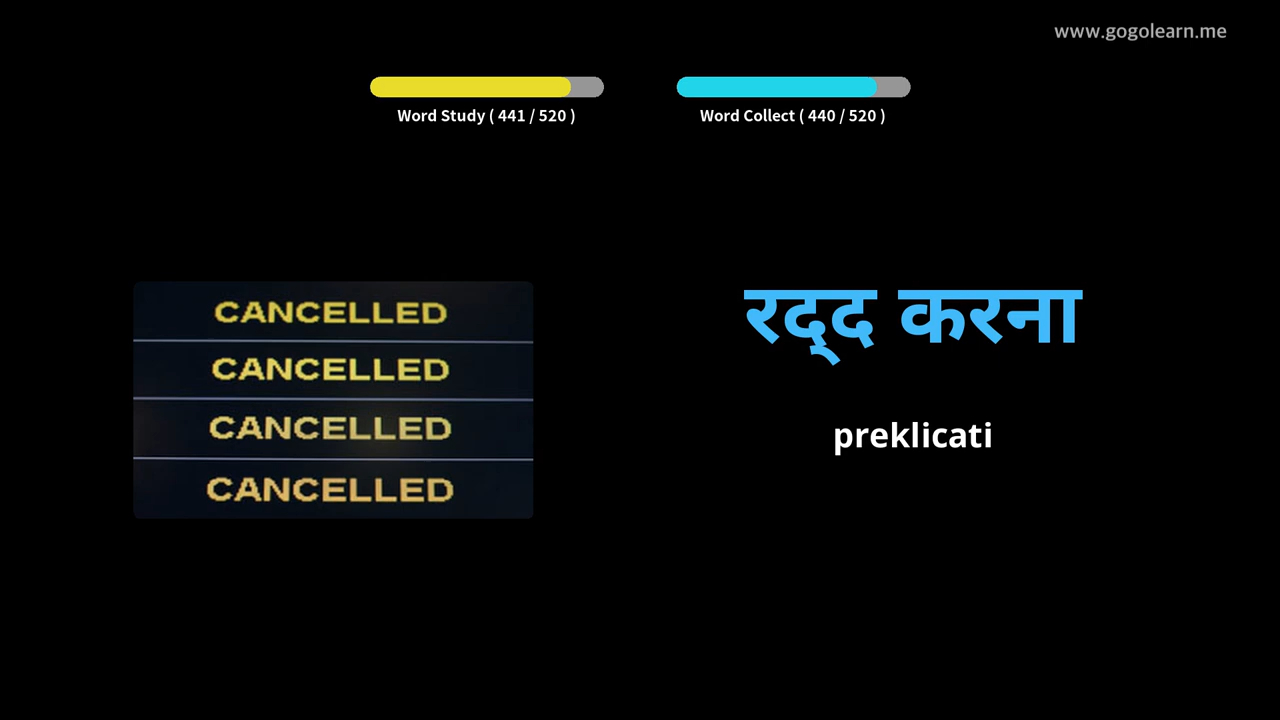 www.gogolearn.me
Word Study ( 441 / 520 )
Word Collect ( 440 / 520 )
CANCELLED
CANCELLED
CANCELLED
CANCELLED
रद्द करना
preklicati